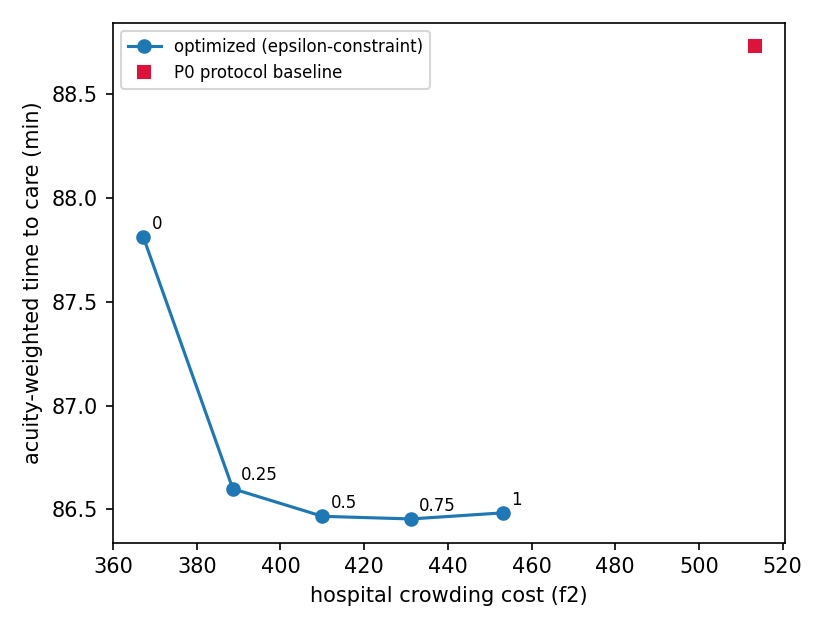 optimized (epsilon-constraint)
P0 protocol baseline
88.5
88.0
87.5
87.0
86.5
acuity-weighted time to care (min)
0
0.25
0.5
0.75
1
360 380 400 420 440 460 480 500 520
hospital crowding cost (f2)